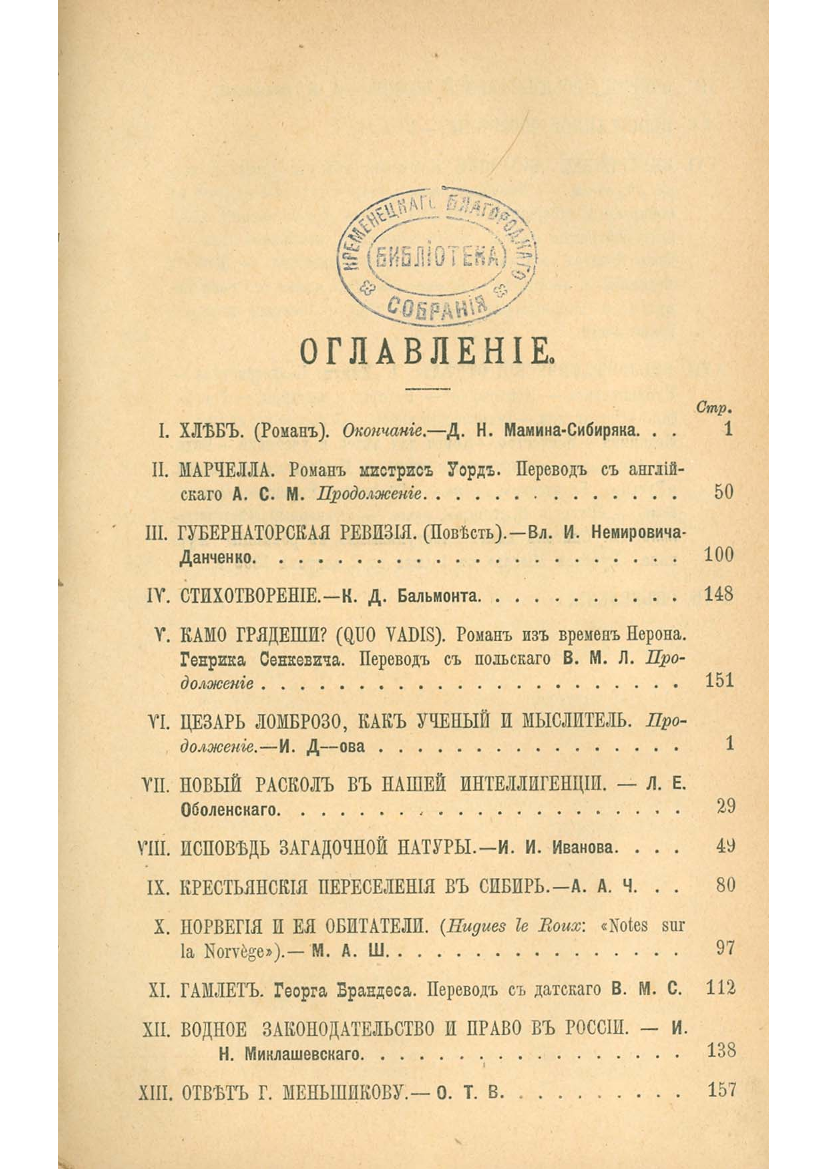 КРЕМЕНЕЦКАГО БЛАГОРОДНАГО
БИБЛІОТЕКА
СОБРАНІЯ
ОГЛАВЛЕНІЕ.
Стр.
I. ХЛѢБЪ. (Романъ). Окончаніе.—Д. Н. Мамина-Сибиряка. . . 1
II. МАРЧЕЛЛА. Романъ мистрисъ Уордъ. Переводъ съ англій-
скаго А. С. М. Продолженіе. . . . . . . . . . . . . . 50
III. ГУБЕРНАТОРСКАЯ РЕВИЗІЯ. (Повѣсть).—Вл. И. Немировича-
Данченко. . . . . . . . . . . . . . . . . . . . . . 100
IV. СТИХОТВОРЕНІЕ.—К. Д. Бальмонта. . . . . . . . . . . 148
V. КАМО ГРЯДЕШИ? (QUO VADIS). Романъ изъ временъ Нерона.
Генрика Сенкевича. Переводъ съ польскаго В. М. Л. Про-
долженіе . . . . . . . . . . . . . . . . . . . . . . 151
VI. ЦЕЗАРЬ ЛОМБРОЗО, КАКЪ УЧЕНЫЙ И МЫСЛИТЕЛЬ. Про-
долженіе.—И. Д—ова . . . . . . . . . . . . . . . . 1
VII. НОВЫЙ РАСКОЛЪ ВЪ НАШЕЙ ИНТЕЛЛИГЕНЦІИ. — Л. Е.
Оболенскаго. . . . . . . . . . . . . . . . . . . . . 29
VIII. ИСПОВѢДЬ ЗАГАДОЧНОЙ НАТУРЫ.—И. И. Иванова. . . . 49
IX. КРЕСТЬЯНСКІЯ ПЕРЕСЕЛЕНІЯ ВЪ СИБИРЬ.—А. А. Ч. . . 80
X. НОРВЕГІЯ И ЕЯ ОБИТАТЕЛИ. (Hugues le Roux: «Notes sur
la Norvège»).— М. А. Ш. . . . . . . . . . . . . . . . 97
XI. ГАМЛЕТЪ. Георга Брандеса. Переводъ съ датскаго В. М. С. 112
XII. ВОДНОЕ ЗАКОНОДАТЕЛЬСТВО И ПРАВО ВЪ РОССІИ. — И.
Н. Миклашевскаго. . . . . . . . . . . . . . . . . . 138
XIII. ОТВѢТЪ Г. МЕНЬШИКОВУ.— О. Т. В. . . . . . . . . . 157